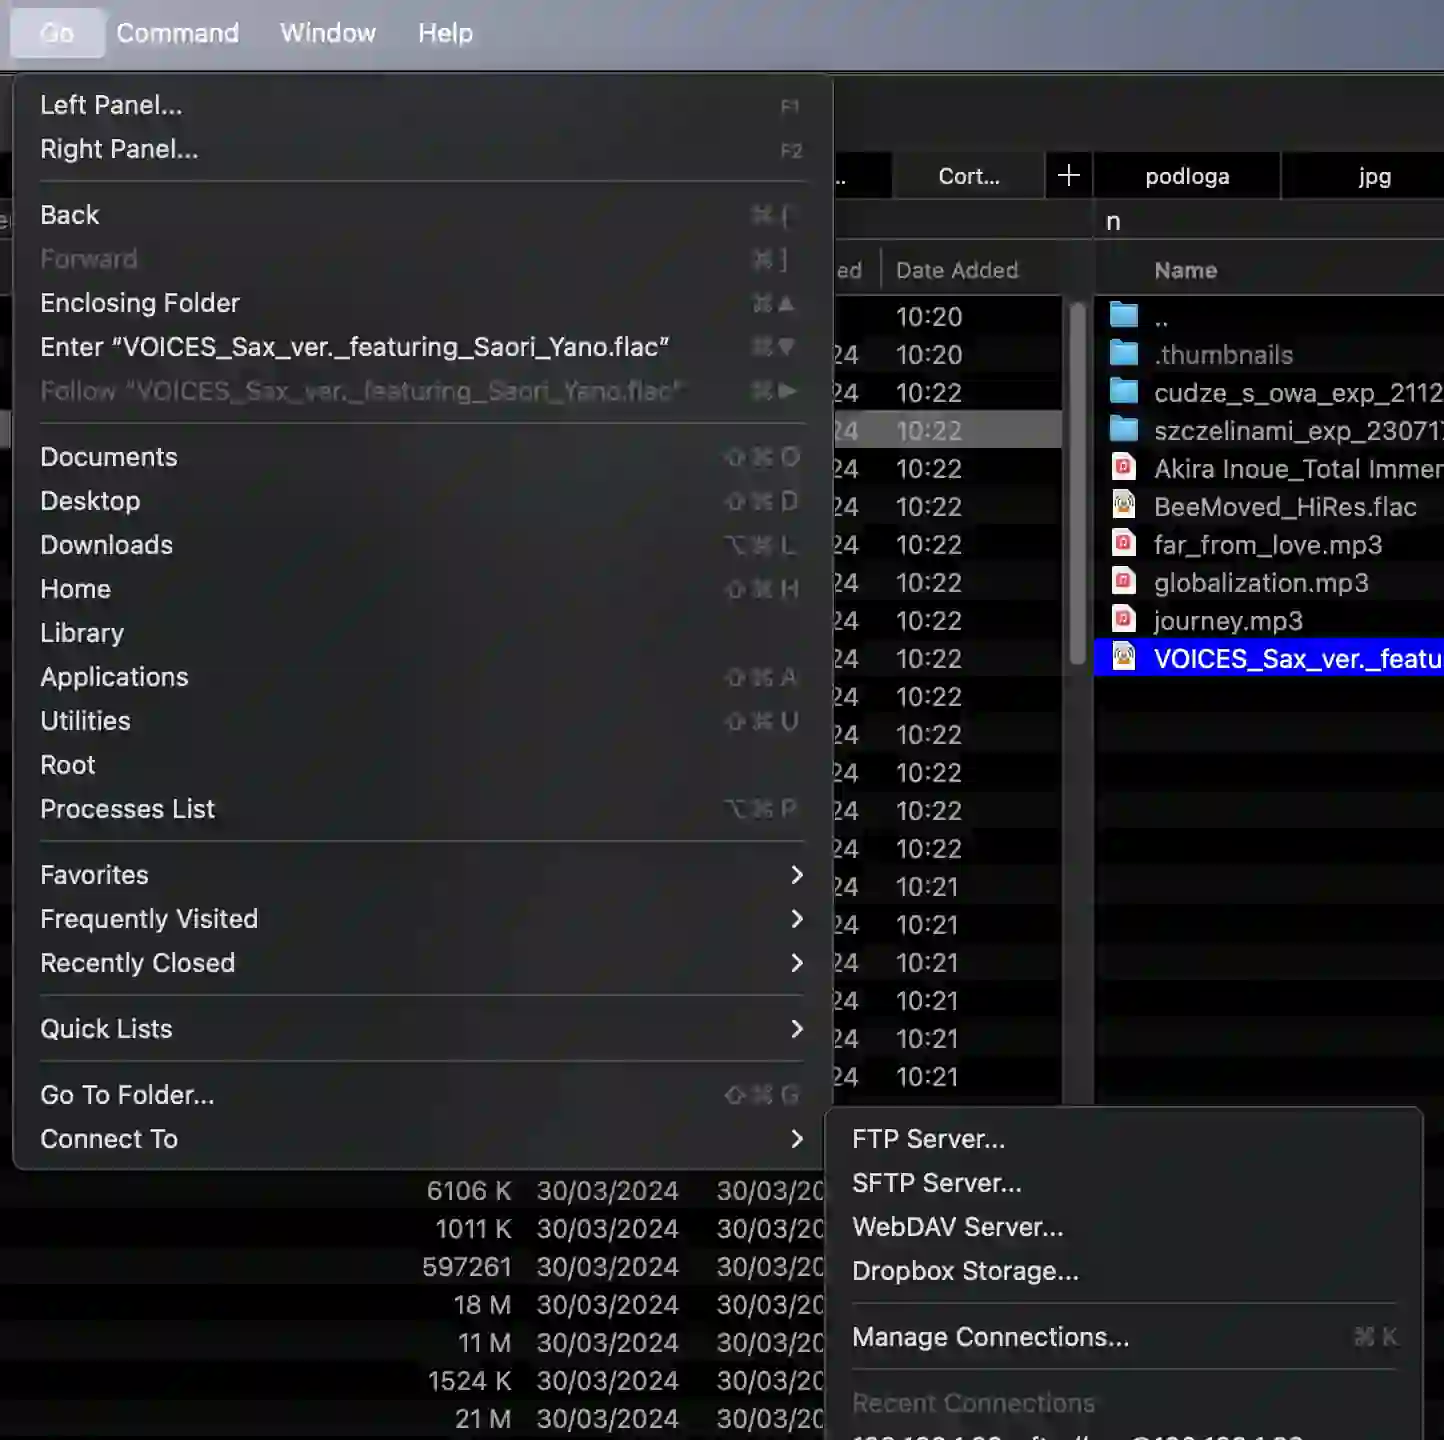 Go Command Window Help
Left Panel... F1
Right Panel... F2
Back ⌘ [
Forward ⌘ ]
Enclosing Folder ⌘ ▲
Enter “VOICES_Sax_ver._featuring_Saori_Yano.flac” ⌘ ▼
Follow “VOICES_Sax_ver._featuring_Saori_Yano.flac” ⌘ ▶
Documents ⇧ ⌘ O
Desktop ⇧ ⌘ D
Downloads ⌥ ⌘ L
Home ⇧ ⌘ H
Library
Applications ⇧ ⌘ A
Utilities ⇧ ⌘ U
Root
Processes List ⌥ ⌘ P
Favorites
Frequently Visited
Recently Closed
Quick Lists
Go To Folder... ⇧ ⌘ G
Connect To
FTP Server...
SFTP Server...
WebDAV Server...
Dropbox Storage...
Manage Connections... ⌘ K
Recent Connections
.. Cort... + podloga jpg
n
ed Date Added Name
10:20 ..
24 10:20 .thumbnails
24 10:22 cudze_s_owa_exp_2112
24 10:22 szczelinami_exp_23071
24 10:22 Akira Inoue_Total Immer
24 10:22 BeeMoved_HiRes.flac
24 10:22 far_from_love.mp3
24 10:22 globalization.mp3
24 10:22 journey.mp3
24 10:22 VOICES_Sax_ver._featu
24 10:22
24 10:22
24 10:22
24 10:22
24 10:22
24 10:21
24 10:21
24 10:21
24 10:21
24 10:21
24 10:21
6106 K 30/03/2024 30/03/20
1011 K 30/03/2024 30/03/20
597261 30/03/2024 30/03/20
18 M 30/03/2024 30/03/20
11 M 30/03/2024 30/03/20
1524 K 30/03/2024 30/03/20
21 M 30/03/2024 30/03/20